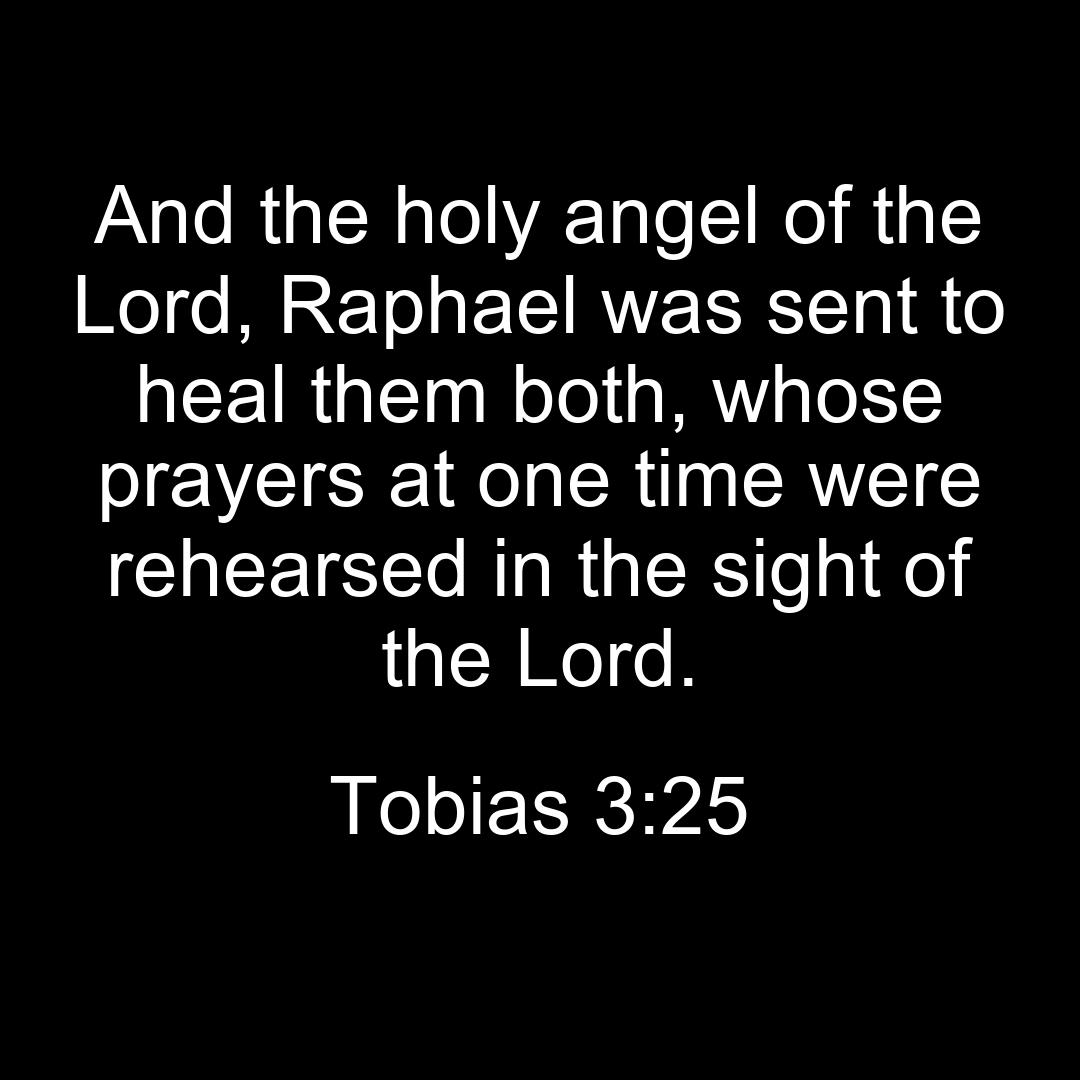 And the holy angel of the
Lord, Raphael was sent to
heal them both, whose
prayers at one time were
rehearsed in the sight of
the Lord.
Tobias 3:25